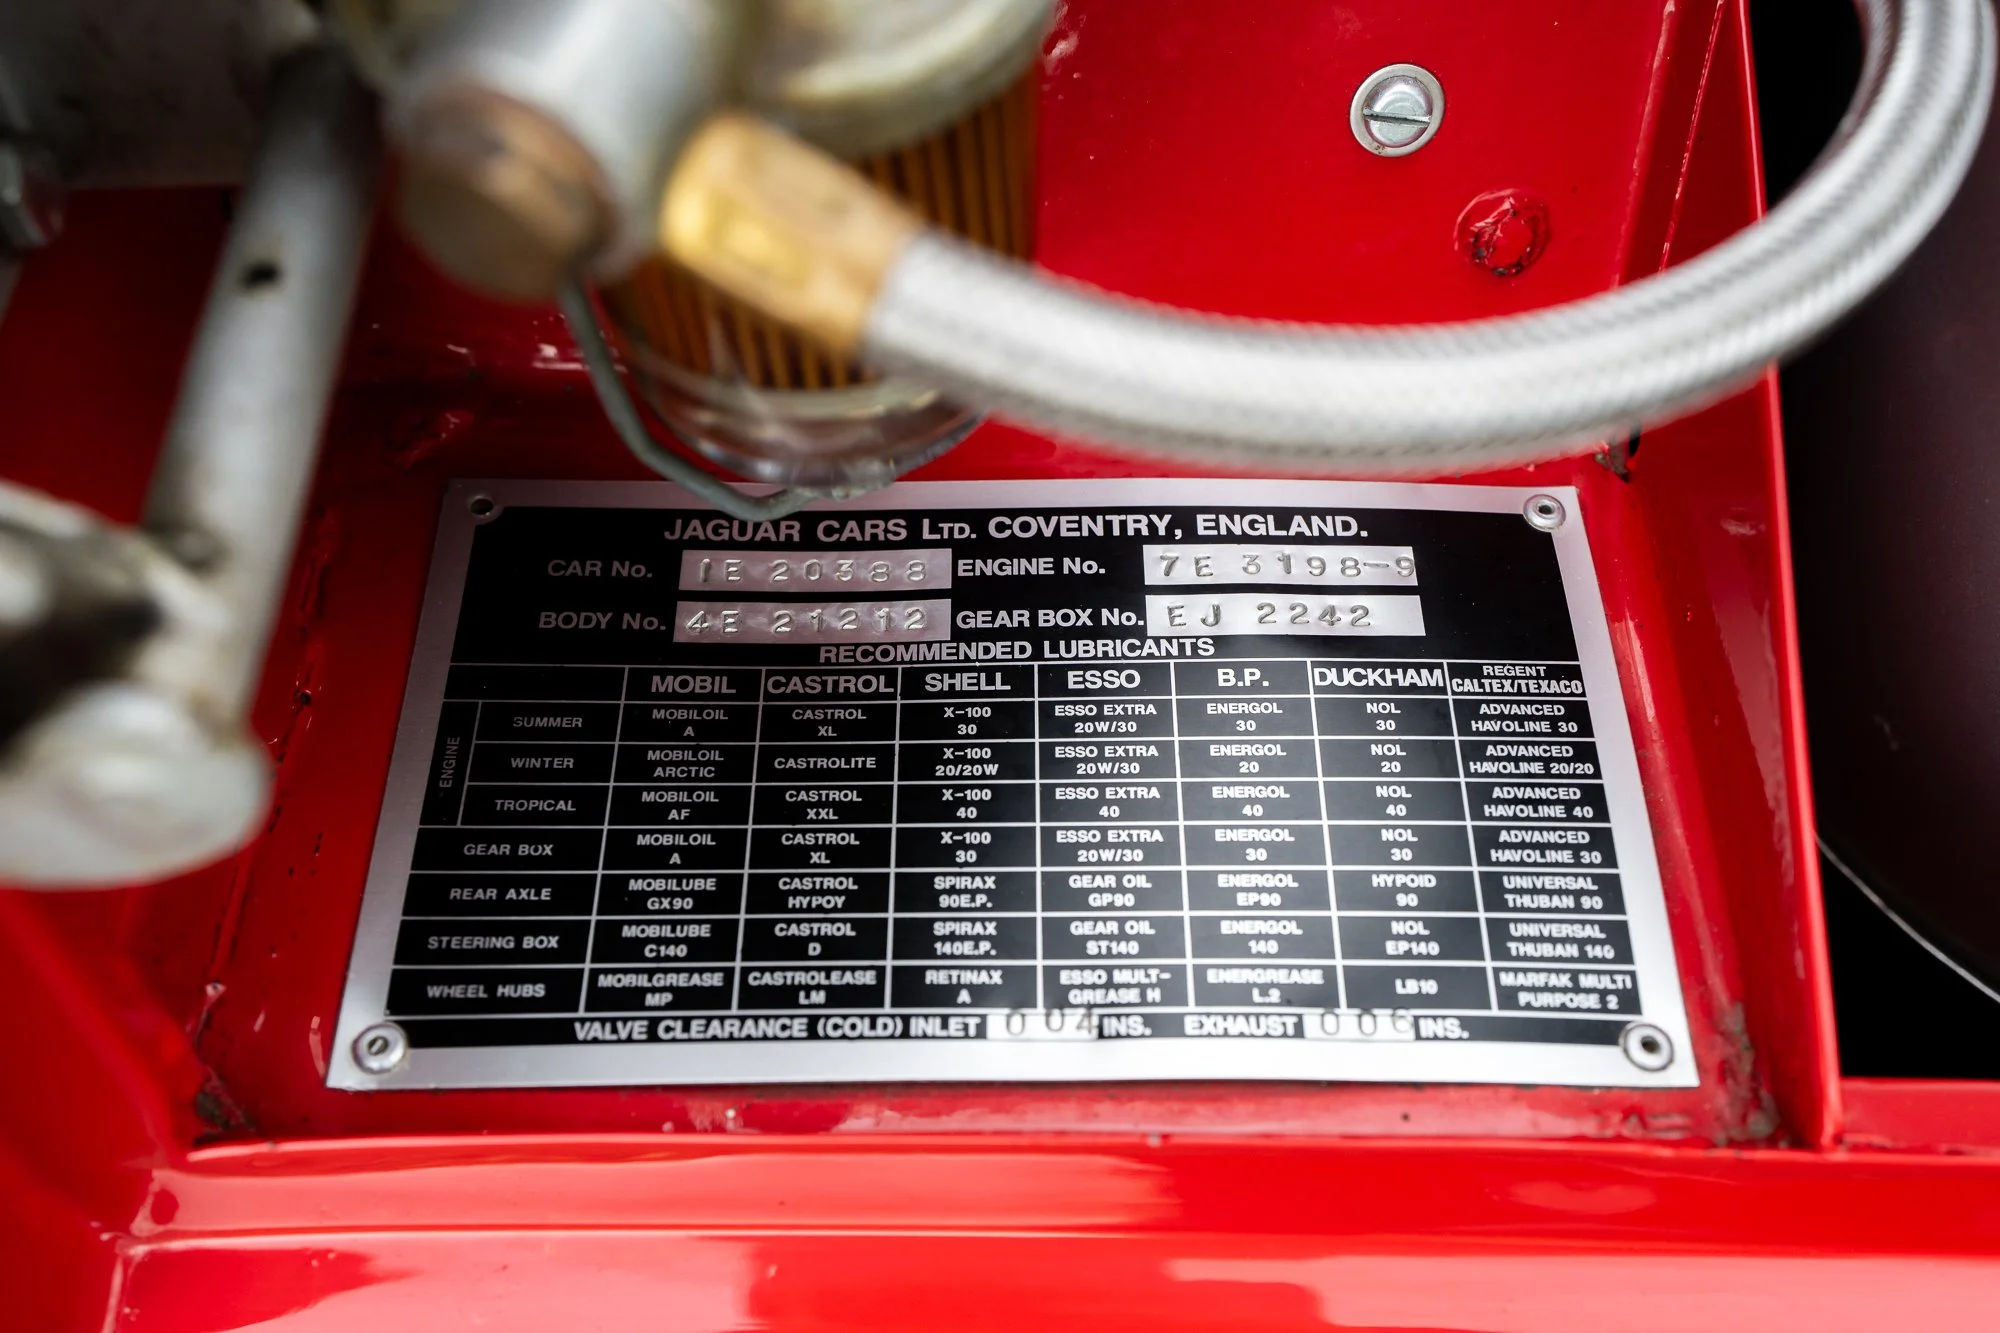 JAGUAR CARS LTD. COVENTRY, ENGLAND.
CAR No. 1E 20388 ENGINE No. 7E 3198-9
BODY No. 4E 21212 GEAR BOX No. EJ 2242
RECOMMENDED LUBRICANTS
MOBIL CASTROL SHELL ESSO B.P. DUCKHAM REGENT CALTEX/TEXACO
ENGINE
SUMMER MOBILOIL A CASTROL XL X-100 30 ESSO EXTRA 20W/30 ENERGOL 30 NOL 30 ADVANCED HAVOLINE 30
WINTER MOBILOIL ARCTIC CASTROLITE X-100 20/20W ESSO EXTRA 20W/30 ENERGOL 20 NOL 20 ADVANCED HAVOLINE 20/20
TROPICAL MOBILOIL AF CASTROL XXL X-100 40 ESSO EXTRA 40 ENERGOL 40 NOL 40 ADVANCED HAVOLINE 40
GEAR BOX MOBILOIL A CASTROL XL X-100 30 ESSO EXTRA 20W/30 ENERGOL 30 NOL 30 ADVANCED HAVOLINE 30
REAR AXLE MOBILUBE GX90 CASTROL HYPOY SPIRAX 90E.P. GEAR OIL GP90 ENERGOL EP90 HYPOID 90 UNIVERSAL THUBAN 90
STEERING BOX MOBILUBE C140 CASTROL D SPIRAX 140E.P. GEAR OIL ST140 ENERGOL 140 NOL EP140 UNIVERSAL THUBAN 140
WHEEL HUBS MOBILGREASE MP CASTROLEASE LM RETINAX A ESSO MULT-GREASE H ENERGREASE L.2 LB10 MARFAK MULTI PURPOSE 2
VALVE CLEARANCE (COLD) INLET 004 INS. EXHAUST 006 INS.